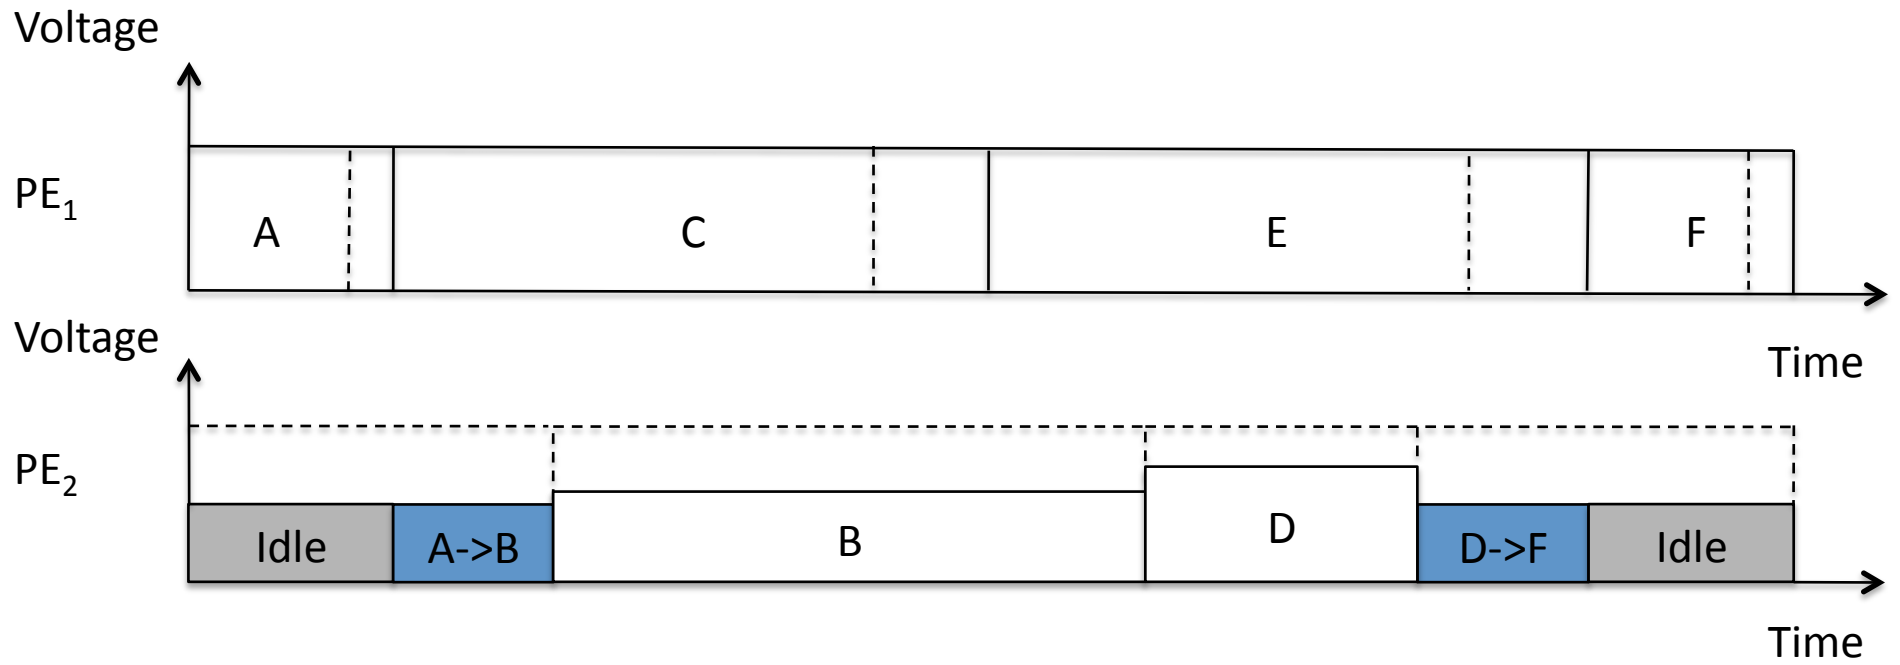 Voltage
PE1
A
C
E
F
Time
Voltage
PE2
Idle
A->B
B
D
D->F
Idle
Time